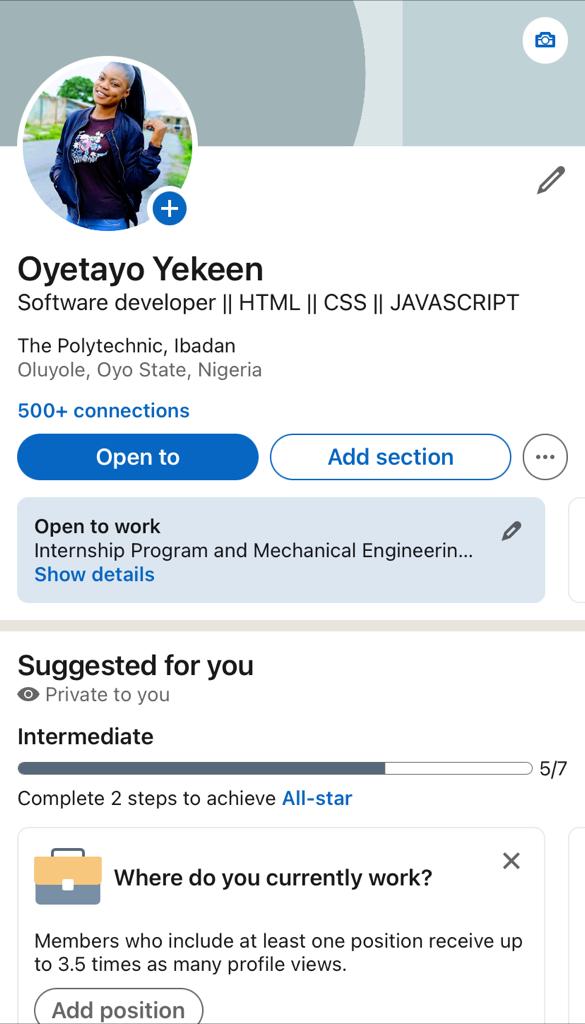 Oyetayo Yekeen
Software developer || HTML || CSS || JAVASCRIPT
The Polytechnic, Ibadan
Oluyole, Oyo State, Nigeria
500+ connections
Open to
Add section
Open to work
Internship Program and Mechanical Engineerin...
Show details
Suggested for you
Private to you
Intermediate
5/7
Complete 2 steps to achieve All-star
Where do you currently work?
Members who include at least one position receive up
to 3.5 times as many profile views.
Add position